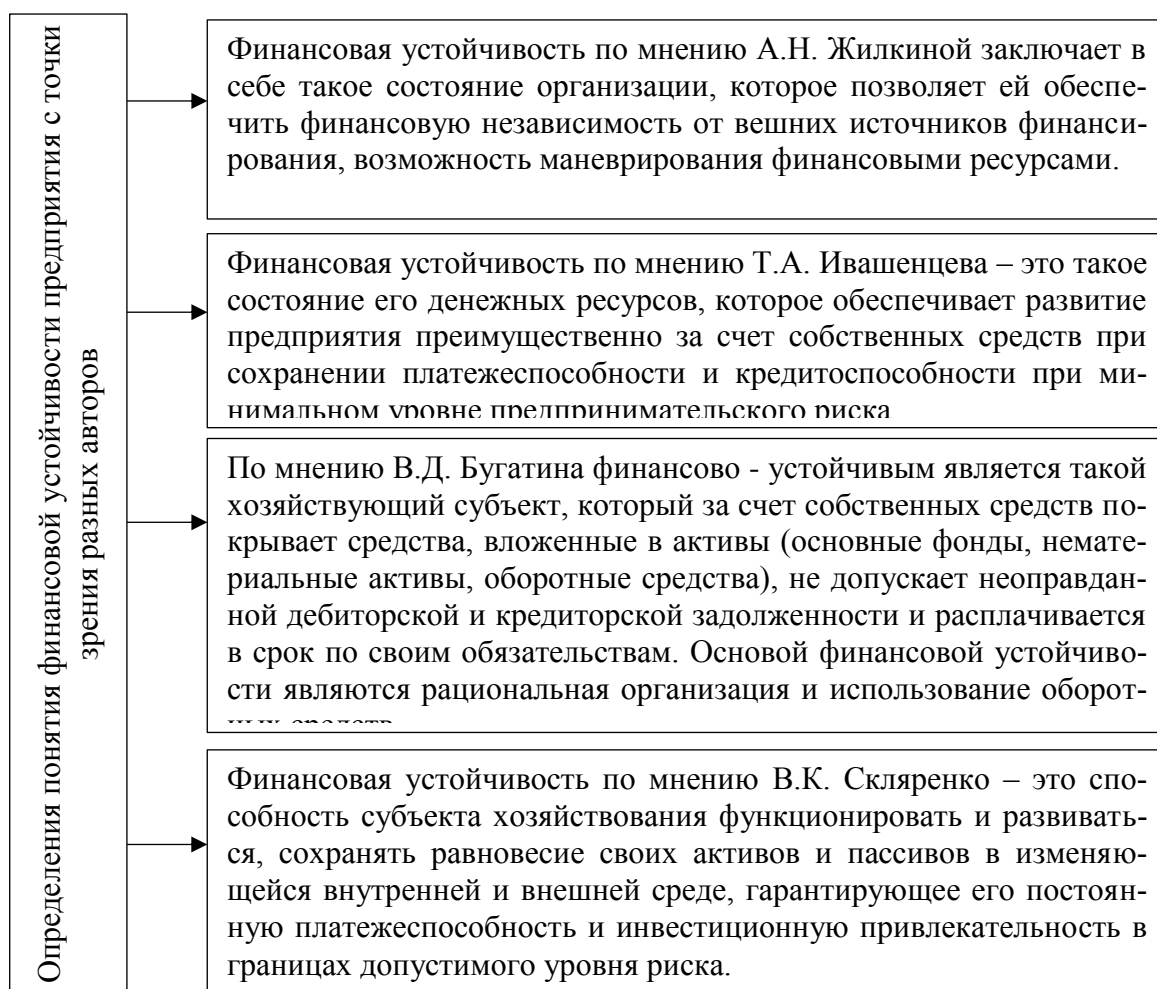 Определения понятия финансовой устойчивости предприятия с точки
зрения разных авторов
Финансовая устойчивость по мнению А.Н. Жилкиной заключает в
себе такое состояние организации, которое позволяет ей обеспе-
чить финансовую независимость от вешних источников финанси-
рования, возможность маневрирования финансовыми ресурсами.
Финансовая устойчивость по мнению Т.А. Ивашенцева – это такое
состояние его денежных ресурсов, которое обеспечивает развитие
предприятия преимущественно за счет собственных средств при
сохранении платежеспособности и кредитоспособности при ми-
нимальном уровне предпринимательского риска
По мнению В.Д. Бугатина финансово - устойчивым является такой
хозяйствующий субъект, который за счет собственных средств по-
крывает средства, вложенные в активы (основные фонды, немате-
риальные активы, оборотные средства), не допускает неоправдан-
ной дебиторской и кредиторской задолженности и расплачивается
в срок по своим обязательствам. Основой финансовой устойчиво-
сти являются рациональная организация и использование оборот-
ных средств
Финансовая устойчивость по мнению В.К. Скляренко – это спо-
собность субъекта хозяйствования функционировать и развивать-
ся, сохранять равновесие своих активов и пассивов в изменяю-
щейся внутренней и внешней среде, гарантирующее его постоян-
ную платежеспособность и инвестиционную привлекательность в
границах допустимого уровня риска.